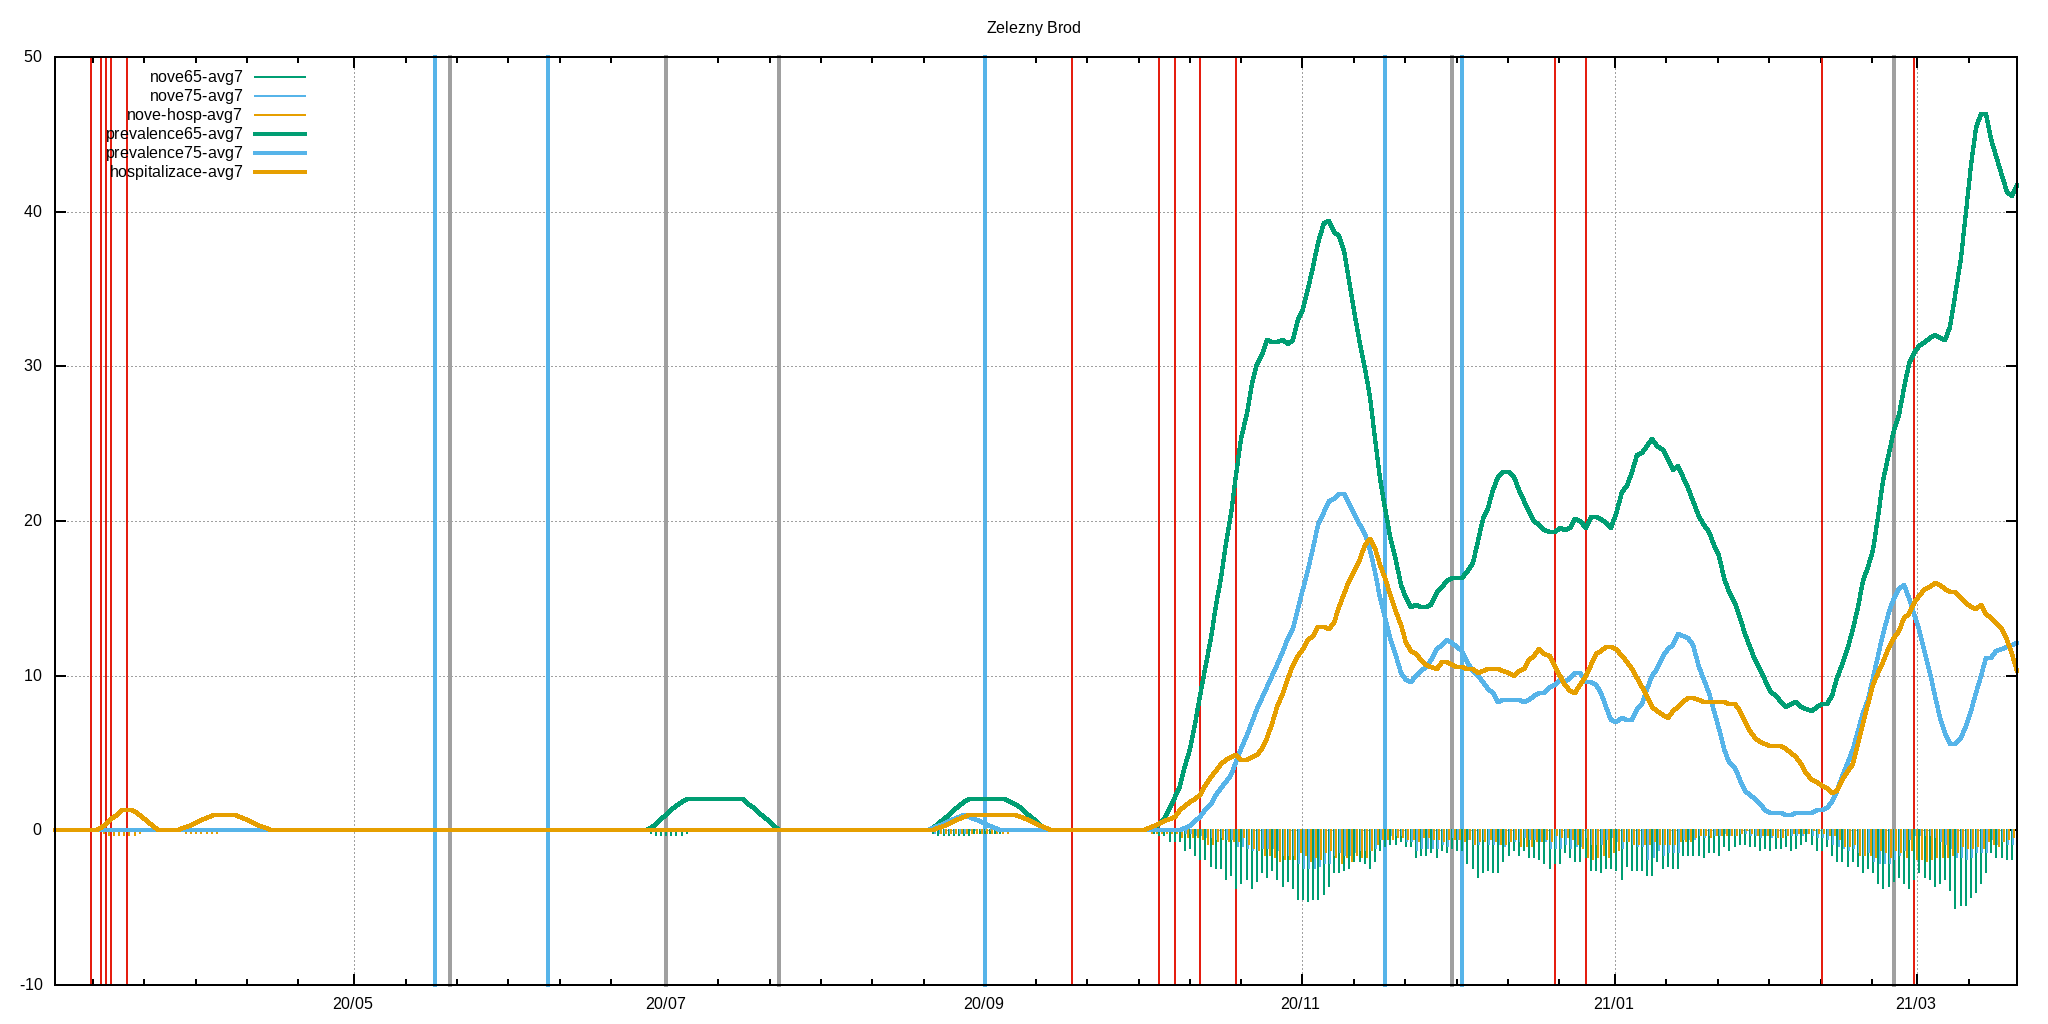 Zelezny Brod
50
40
30
20
10
0
-10
nove65-avg7
nove75-avg7
nove-hosp-avg7
prevalence65-avg7
prevalence75-avg7
hospitalizace-avg7
20/05 20/07 20/09 20/11 21/01 21/03